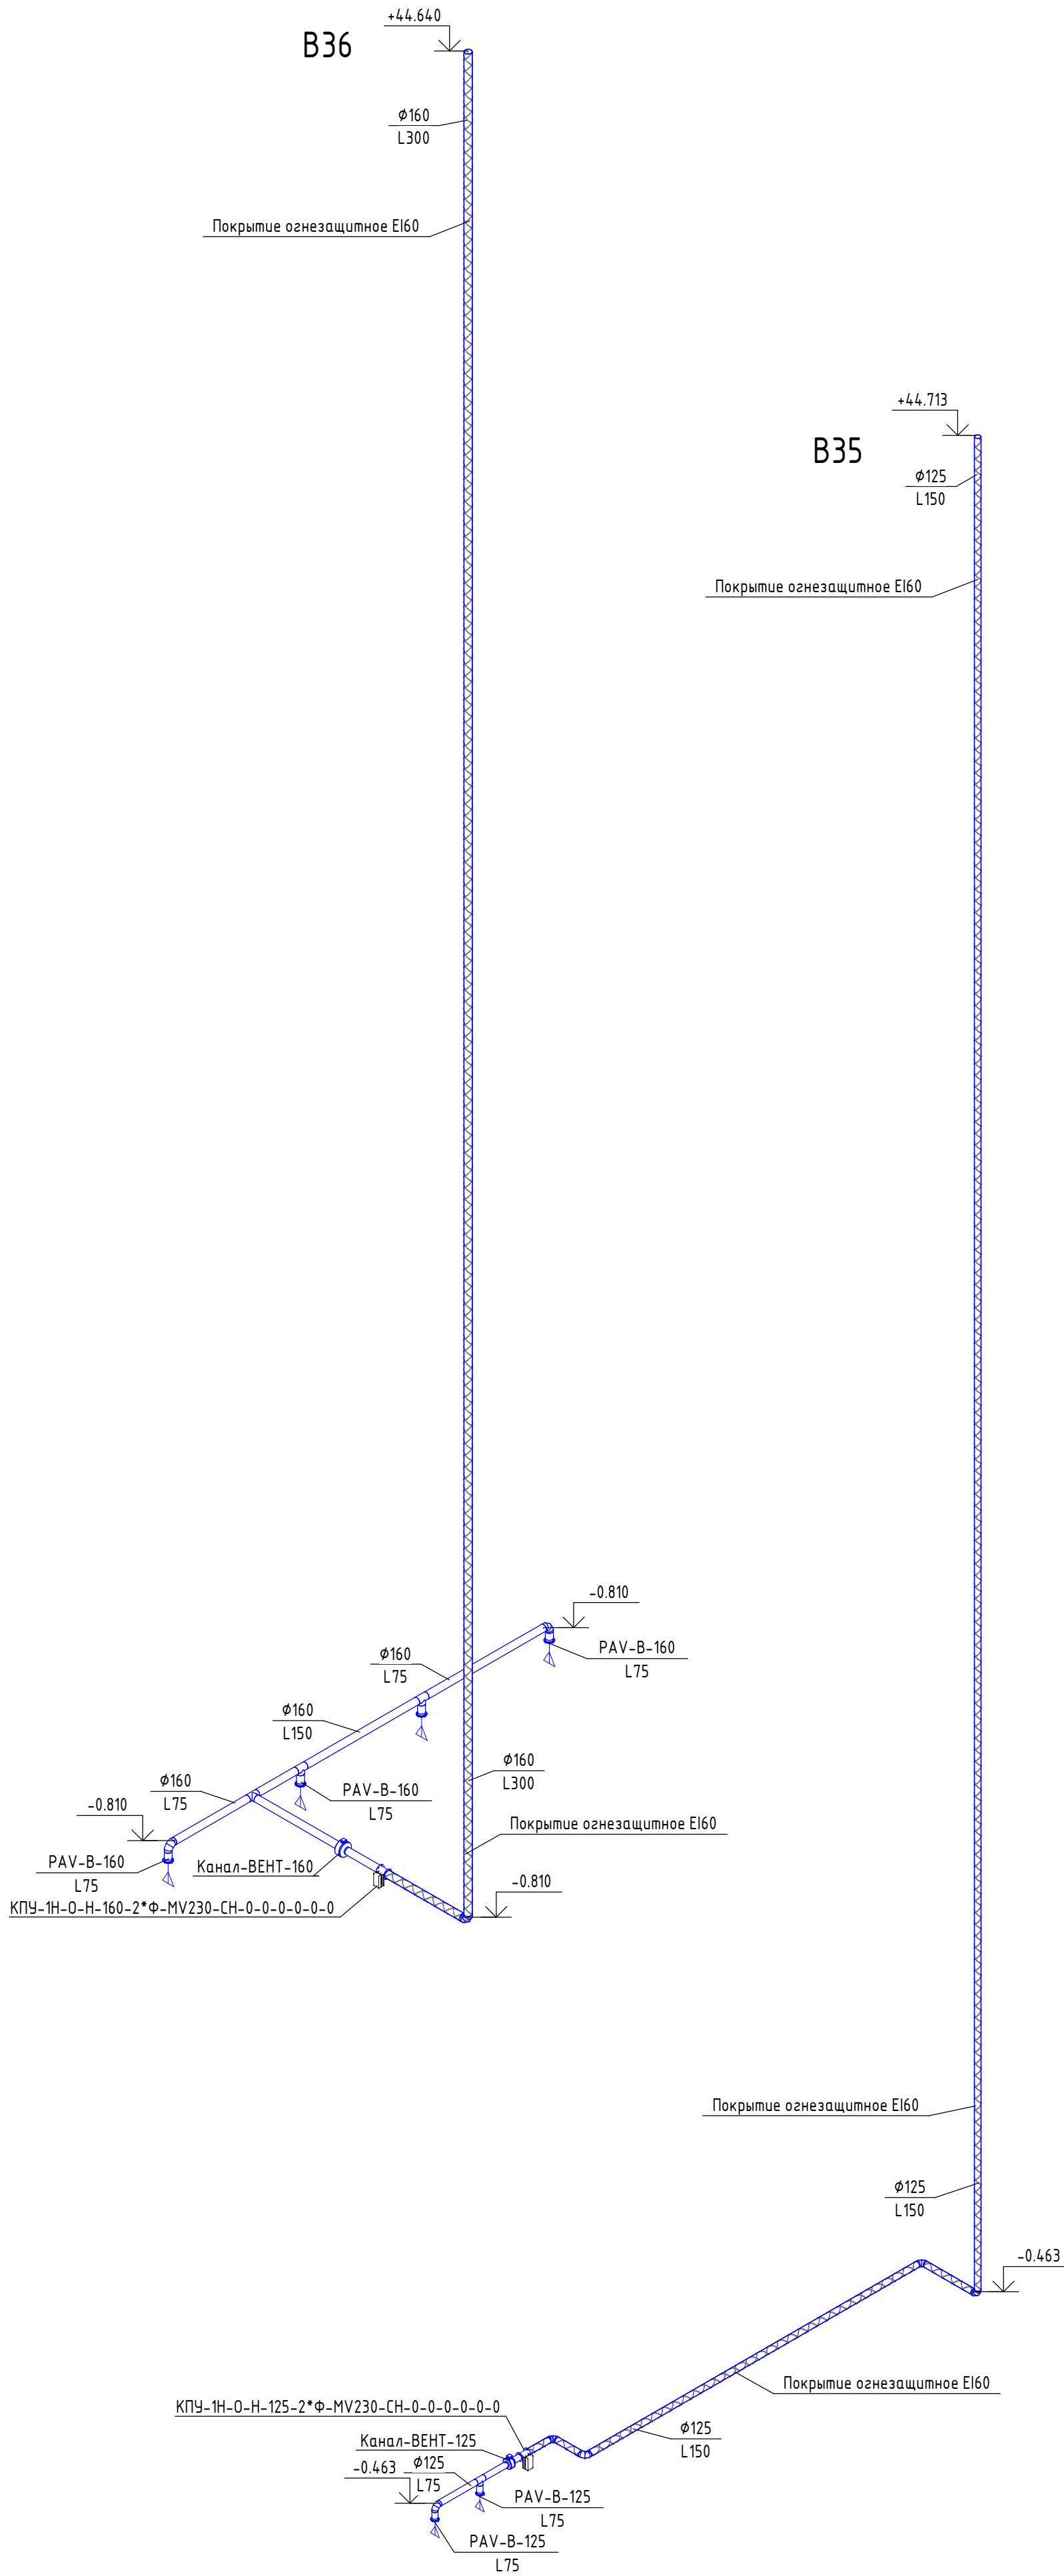 +44.640
В36
φ160
L300
Покрытие огнезащитное EI60
+44.713
В35
φ125
L150
Покрытие огнезащитное EI60
-0.810
PAV-B-160
L75
φ160
L75
φ160
L150
φ160
L300
φ160
L75
PAV-B-160
L75
-0.810
Покрытие огнезащитное EI60
PAV-B-160
L75
Канал-ВЕНТ-160
-0.810
КПУ-1Н-О-Н-160-2*Ф-MV230-СН-0-0-0-0-0-0
Покрытие огнезащитное EI60
φ125
L150
-0.463
Покрытие огнезащитное EI60
КПУ-1Н-О-Н-125-2*Ф-MV230-СН-0-0-0-0-0-0
φ125
L150
Канал-ВЕНТ-125
-0.463
φ125
L75
PAV-B-125
L75
PAV-B-125
L75